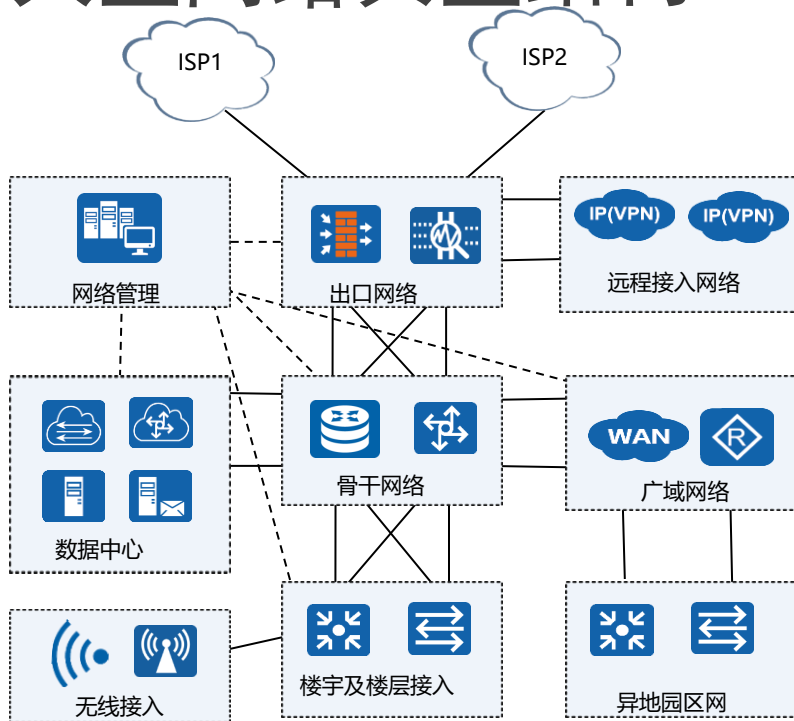 ISP1
ISP2
IP(VPN)
IP(VPN)
网络管理
出口网络
远程接入网络
WAN
R
骨干网络
广域网络
数据中心
无线接入
楼宇及楼层接入
异地园区网